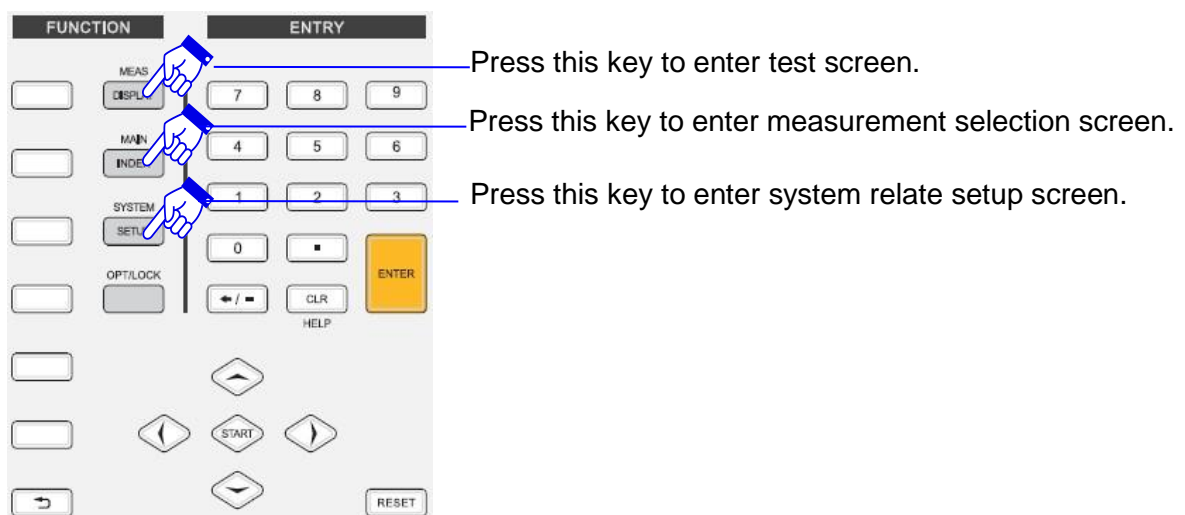 FUNCTION ENTRY
Press this key to enter test screen.
MEAS
7 8 9
Press this key to enter measurement selection screen.
MAIN
4 5 6
Press this key to enter system relate setup screen.
1 2 3
SYSTEM
0 ▪
ENTER
OPT/LOCK
/ CLR
HELP
START
RESET